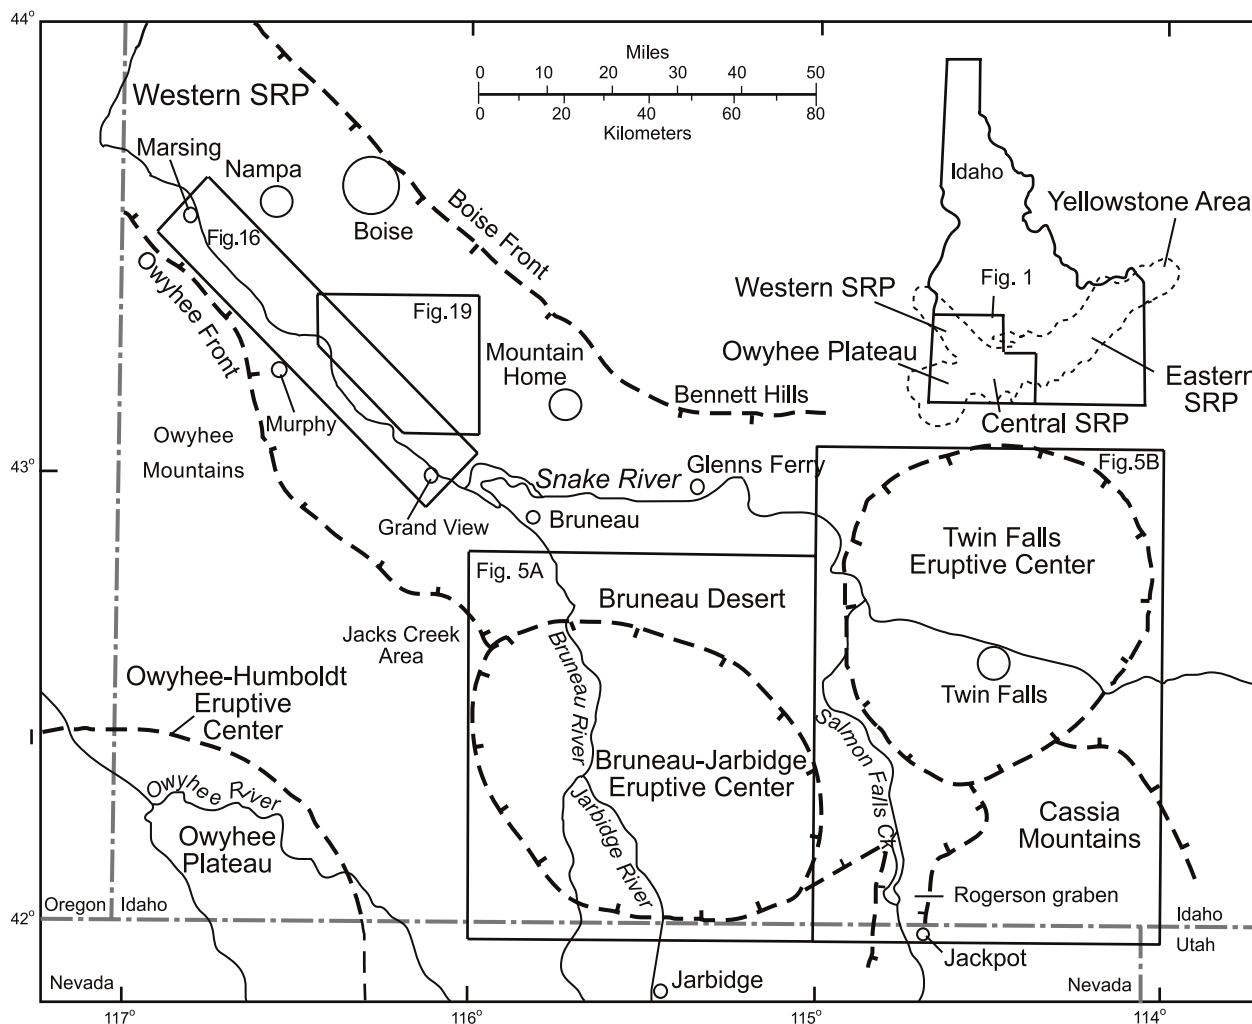 44°
Miles
0 10 20 30 40 50
0 20 40 60 80
Kilometers
Western SRP
Marsing
Nampa
Boise
Fig.16
Boise Front
Owyhee Front
Fig.19
Mountain
Home
Murphy
Bennett Hills
Owyhee
Mountains
Idaho
Yellowstone Area
Fig. 1
Western SRP
Owyhee Plateau
Eastern
SRP
Central SRP
43°
Snake River
Glenns Ferry
Fig.5B
Grand View
Bruneau
Twin Falls
Eruptive Center
Fig. 5A
Bruneau Desert
Jacks Creek
Area
Bruneau River
Twin Falls
Owyhee-Humboldt
Eruptive
Center
Salmon Falls Ck
Bruneau-Jarbidge
Eruptive Center
Owyhee River
Jarbidge River
Owyhee
Plateau
Cassia
Mountains
Rogerson graben
Oregon
Idaho
42°
Idaho
Utah
Jackpot
Nevada
Jarbidge
Nevada
117° 116° 115° 114°